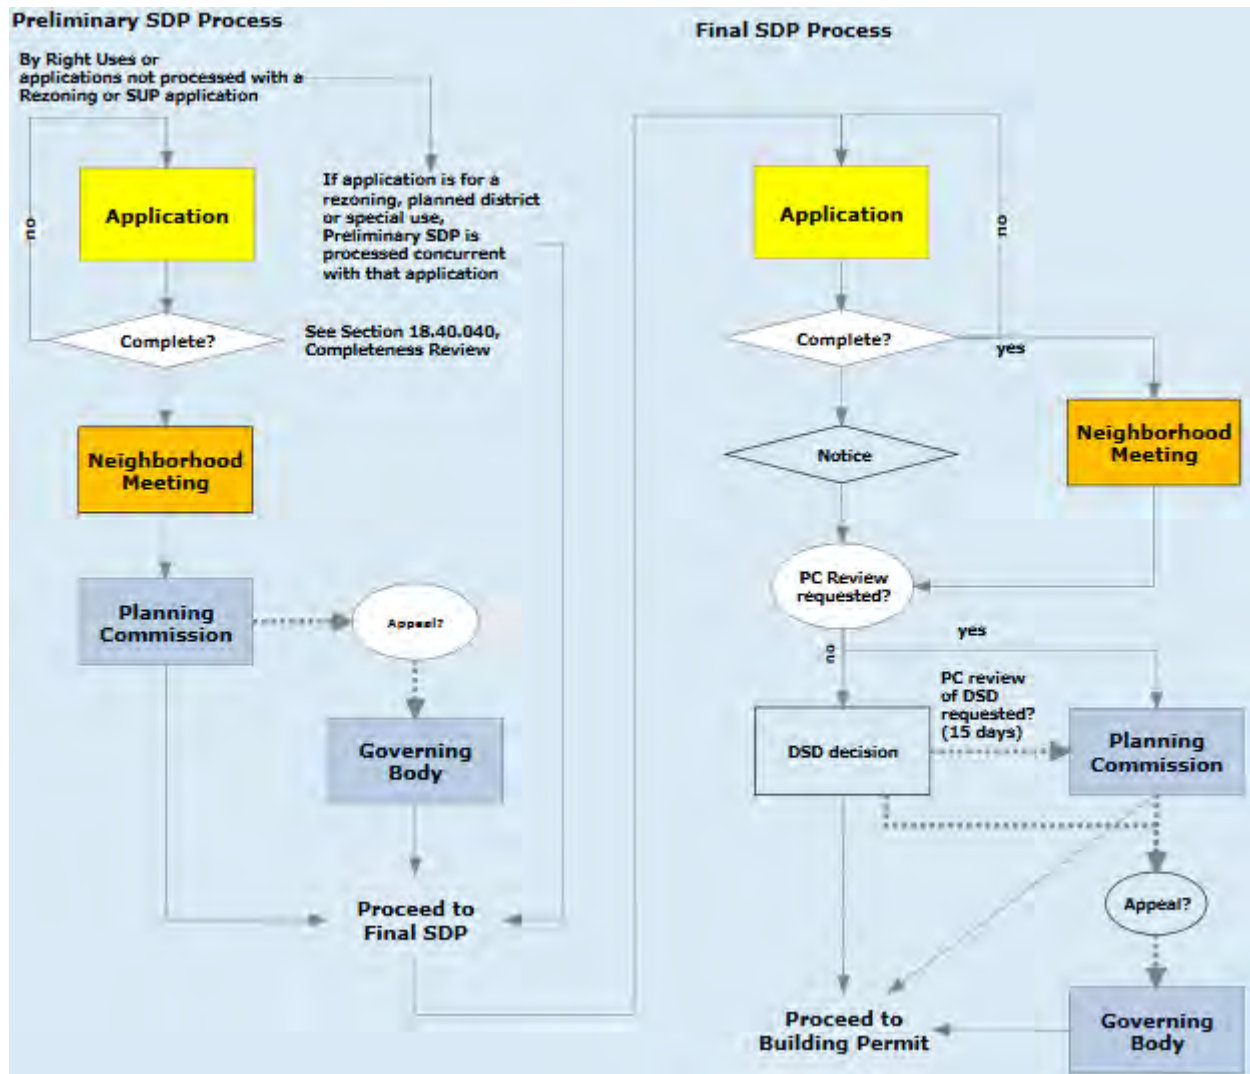 Preliminary SDP Process
By Right Uses or
applications not processed with a
Rezoning or SUP application
Application
no
If application is for a
rezoning, planned district
or special use,
Preliminary SDP is
processed concurrent
with that application
Complete?
See Section 18.40.040,
Completeness Review
Neighborhood
Meeting
Planning
Commission
Appeal?
Governing
Body
Proceed to
Final SDP
Final SDP Process
Application
no
Complete?
yes
Neighborhood
Meeting
Notice
PC Review
requested?
yes
no
PC review
of DSD
requested?
(15 days)
DSD decision
Planning
Commission
Appeal?
Proceed to
Building Permit
Governing
Body